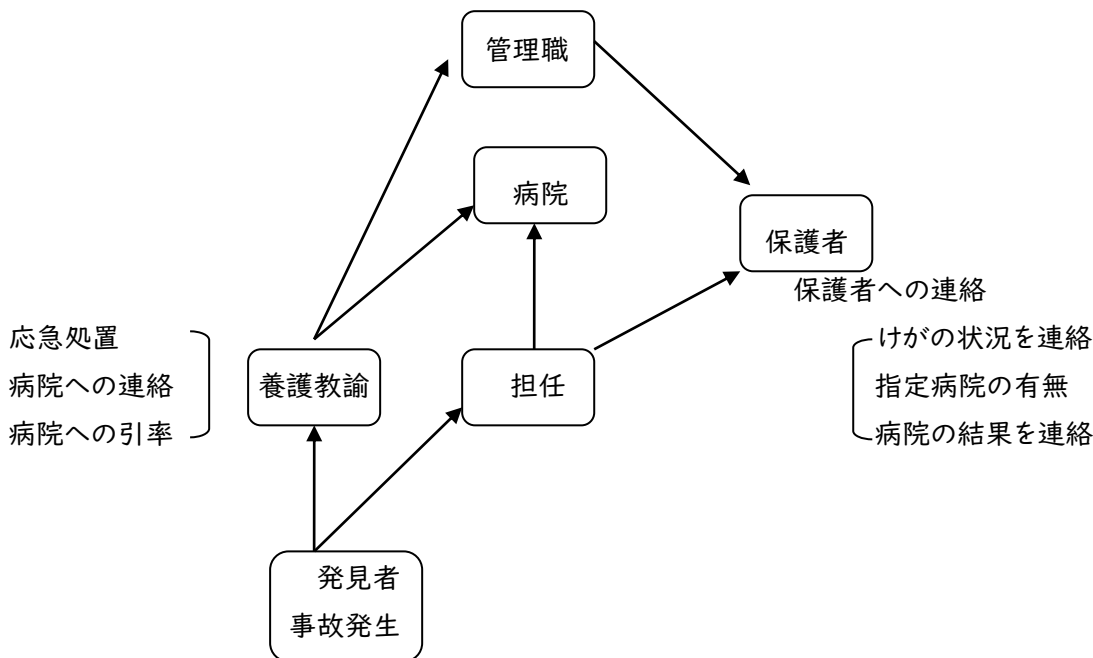 管理職
病院
保護者
保護者への連絡
応急処置
病院への連絡
病院への引率
養護教諭
担任
けがの状況を連絡
指定病院の有無
病院の結果を連絡
発見者
事故発生